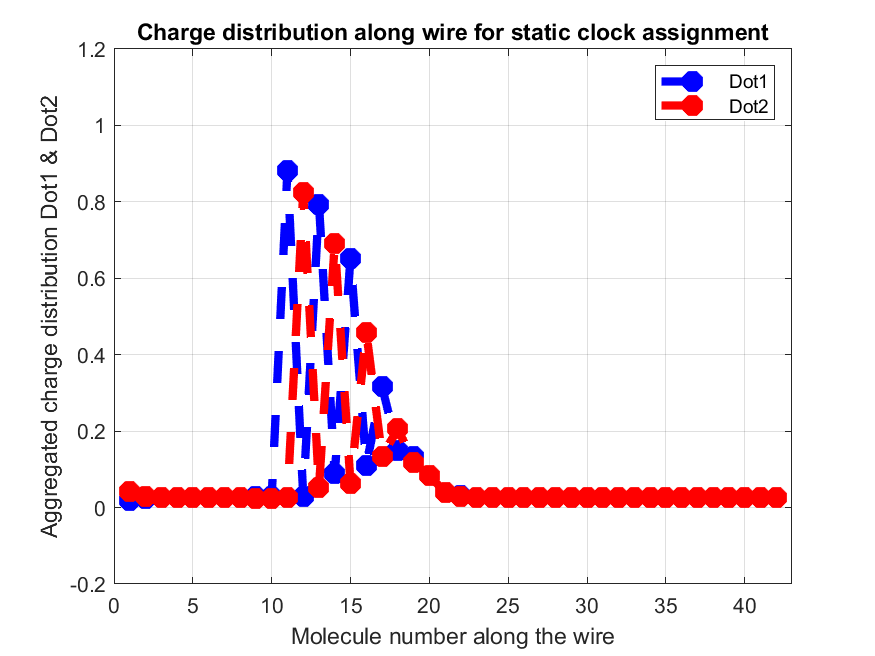 Charge distribution along wire for static clock assignment
Aggregated charge distribution Dot1 & Dot2
1.2
1
0.8
0.6
0.4
0.2
0
-0.2
Dot1
Dot2
0 5 10 15 20 25 30 35 40
Molecule number along the wire